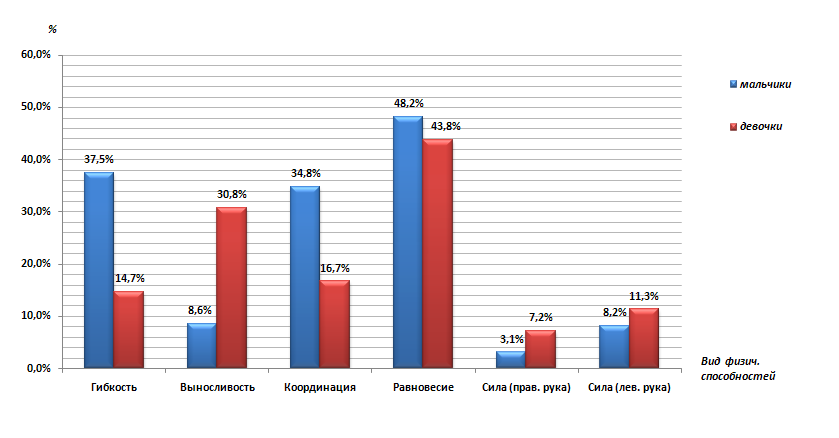 %
60,0%
50,0%
40,0%
30,0%
20,0%
10,0%
0,0%
37,5%
14,7%
8,6%
30,8%
34,8%
16,7%
48,2%
43,8%
3,1%
7,2%
8,2%
11,3%
Гибкость
Выносливость
Координация
Равновесие
Сила (прав. рука)
Сила (лев. рука)
мальчики
девочки
Вид физич.
способностей